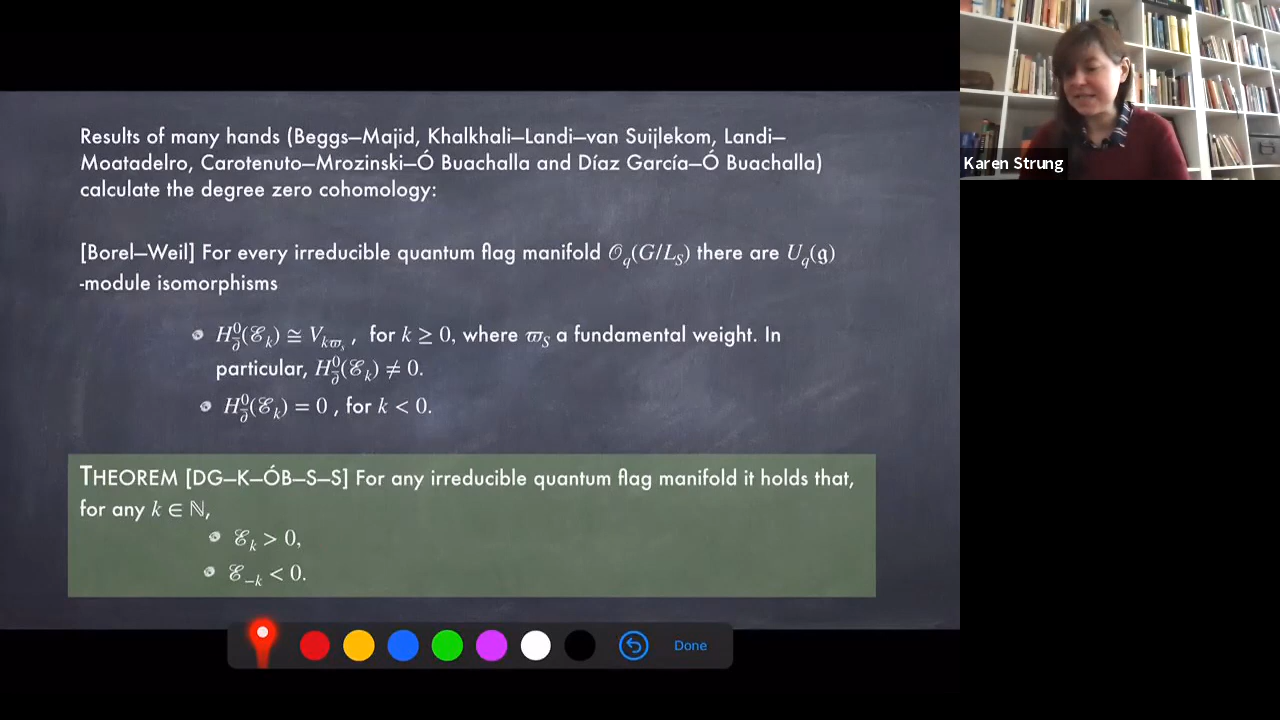 Results of many hands (Beggs—Majid, Khalkhali—Landi—van Suijlekom, Landi—
Moatadelro, Carotenuto—Mrozinski—Ó Buachalla and Díaz García—Ó Buachalla)
calculate the degree zero cohomology:
[Borel—Weil] For every irreducible quantum flag manifold 𝒪_q(G/L_S) there are U_q(𝔤)
-module isomorphisms
H^0_{\overline{∂}}(ℰ_k) ≅ V_{kϖ_s}, for k ≥ 0, where ϖ_S a fundamental weight. In
particular, H^0_{\overline{∂}}(ℰ_k) ≠ 0.
H^0_{\overline{∂}}(ℰ_k) = 0 , for k < 0.
THEOREM [DG—K—ÓB—S—S] For any irreducible quantum flag manifold it holds that,
for any k ∈ ℕ,
ℰ_k > 0,
ℰ_{−k} < 0.
Done
Karen Strung